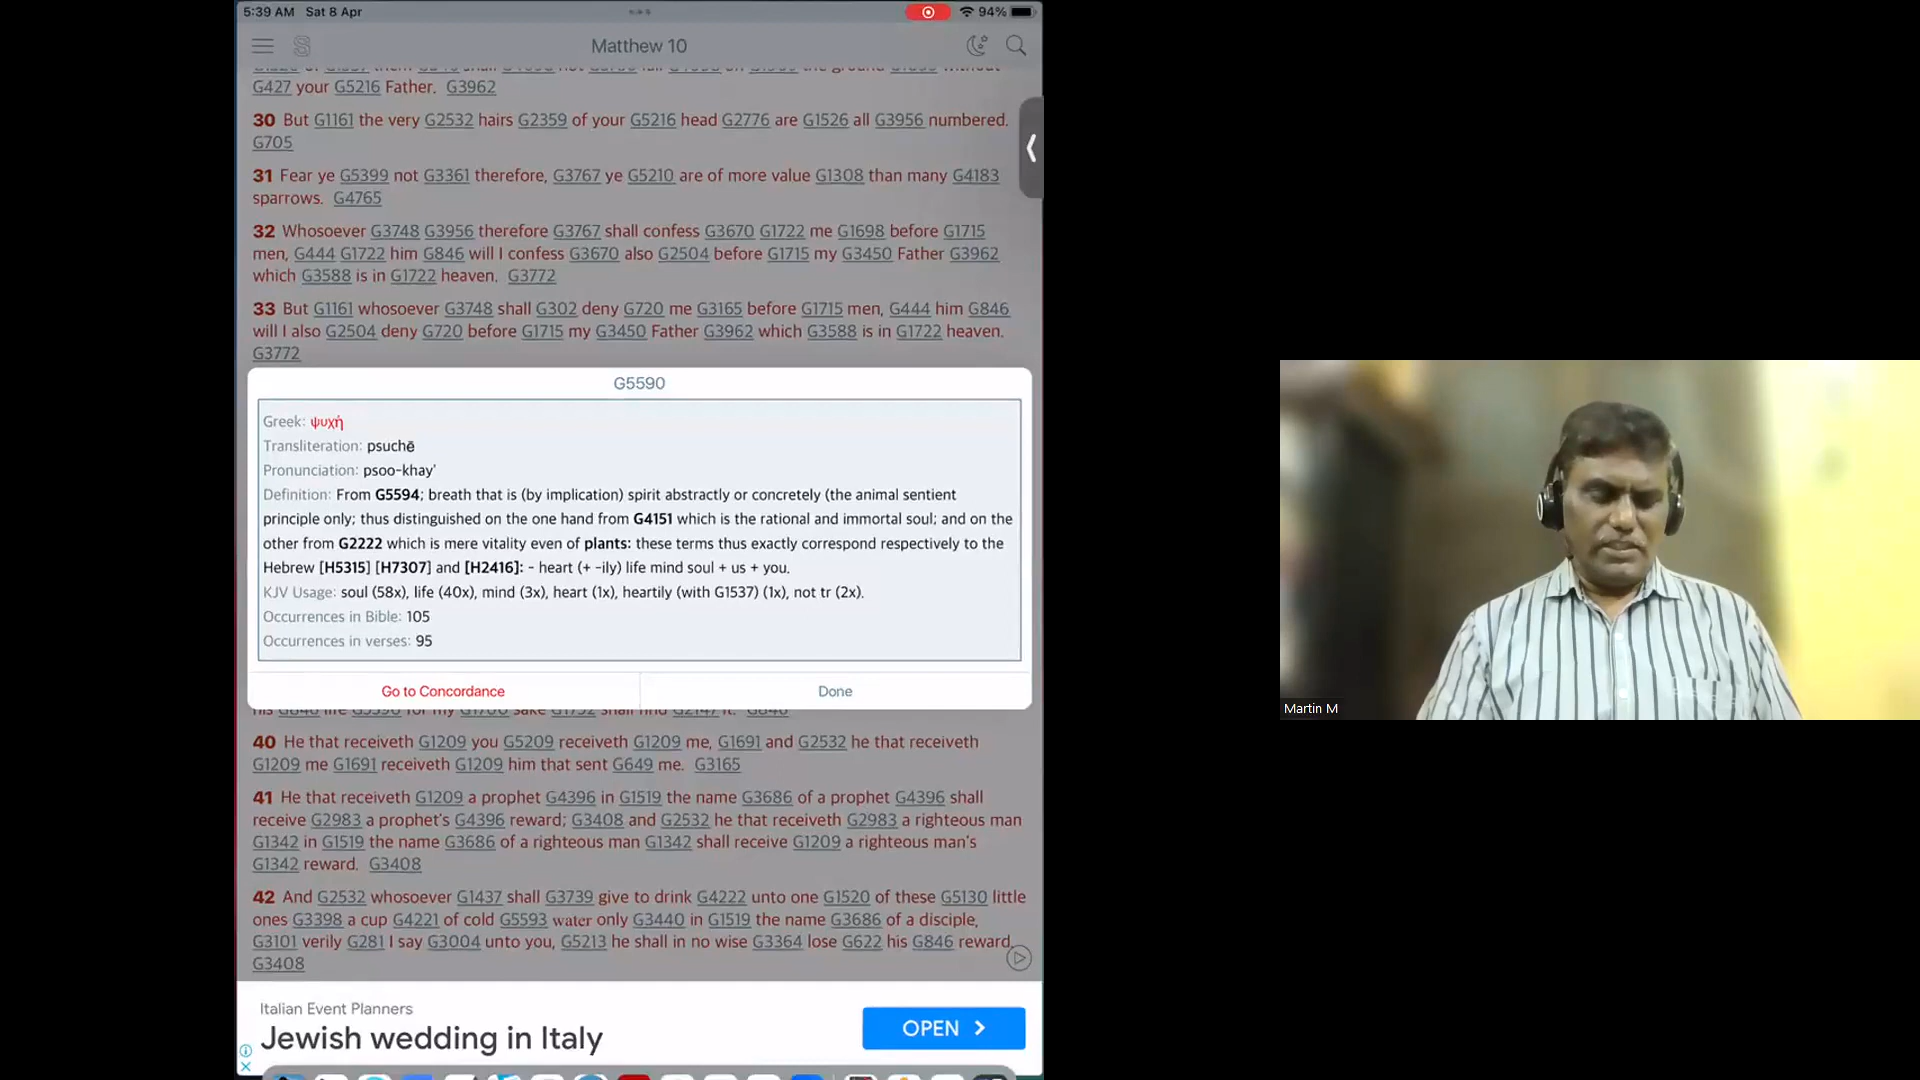 5:39 AM Sat 8 Apr
94%
Matthew 10
G427 your G5216 Father. G3962
30 But G1161 the very G2532 hairs G2359 of your G5216 head G2776 are G1526 all G3956 numbered.
G705
31 Fear ye G5399 not G3361 therefore, G3767 ye G5210 are of more value G1308 than many G4183
sparrows. G4765
32 Whosoever G3748 G3956 therefore G3767 shall confess G3670 G1722 me G1698 before G1715
men, G444 G1722 him G846 will I confess G3670 also G2504 before G1715 my G3450 Father G3962
which G3588 is in G1722 heaven. G3772
33 But G1161 whosoever G3748 shall G302 deny G720 me G3165 before G1715 men, G444 him G846
will I also G2504 deny G720 before G1715 my G3450 Father G3962 which G3588 is in G1722 heaven.
G3772
G5590
Greek: ψυχή
Transliteration: psuchē
Pronunciation: psoo-khay'
Definition: From G5594; breath that is (by implication) spirit abstractly or concretely (the animal sentient
principle only; thus distinguished on the one hand from G4151 which is the rational and immortal soul; and on the
other from G2222 which is mere vitality even of plants: these terms thus exactly correspond respectively to the
Hebrew [H5315] [H7307] and [H2416]: - heart (+ -ily) life mind soul + us + you.
KJV Usage: soul (58x), life (40x), mind (3x), heart (1x), heartily (with G1537) (1x), not tr (2x).
Occurrences in Bible: 105
Occurrences in verses: 95
Go to Concordance
Done
40 He that receiveth G1209 you G5209 receiveth G1209 me, G1691 and G2532 he that receiveth
G1209 me G1691 receiveth G1209 him that sent G649 me. G3165
41 He that receiveth G1209 a prophet G4396 in G1519 the name G3686 of a prophet G4396 shall
receive G2983 a prophet's G4396 reward; G3408 and G2532 he that receiveth G2983 a righteous man
G1342 in G1519 the name G3686 of a righteous man G1342 shall receive G1209 a righteous man's
G1342 reward. G3408
42 And G2532 whosoever G1437 shall G3739 give to drink G4222 unto one G1520 of these G5130 little
ones G3398 a cup G4221 of cold G5593 water only G3440 in G1519 the name G3686 of a disciple,
G3101 verily G281 I say G3004 unto you, G5213 he shall in no wise G3364 lose G622 his G846 reward.
G3408
Italian Event Planners
Jewish wedding in Italy
OPEN
Martin M